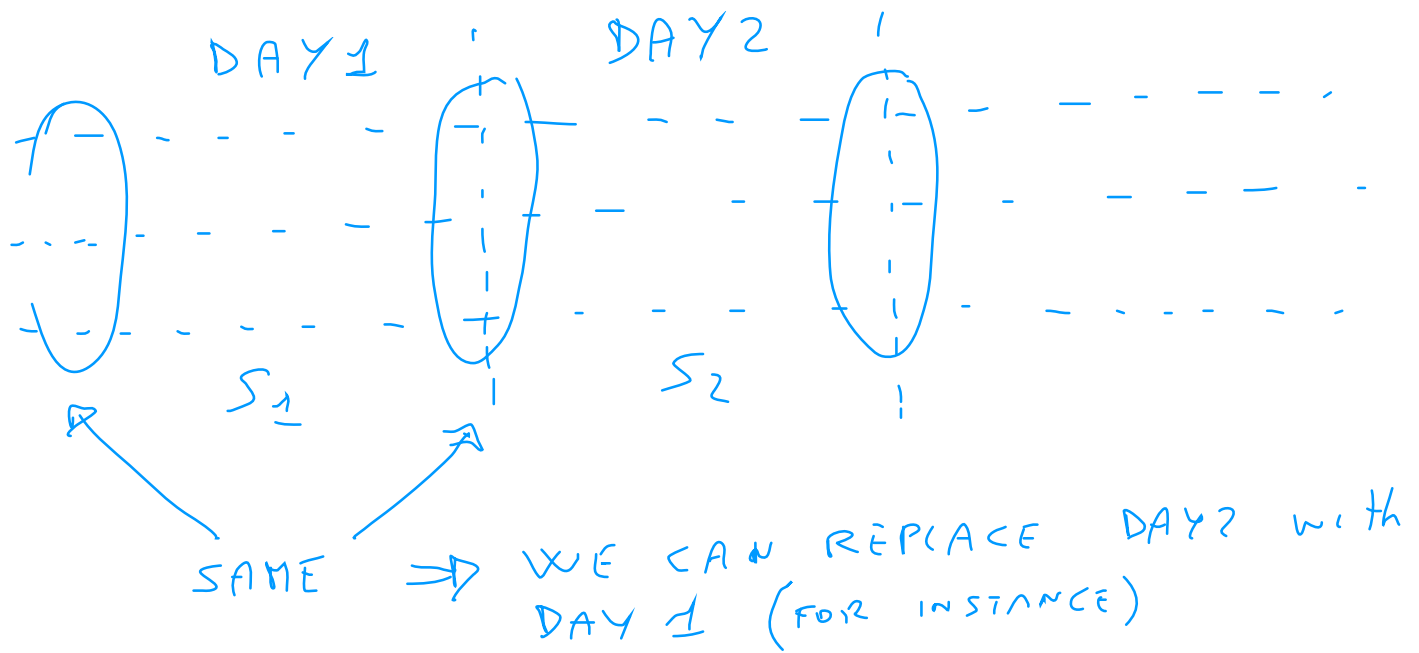 DAY 1 DAY 2
S1 S2
SAME ⇒ WE CAN REPLACE DAY2 with
DAY 1 (FOR INSTANCE)